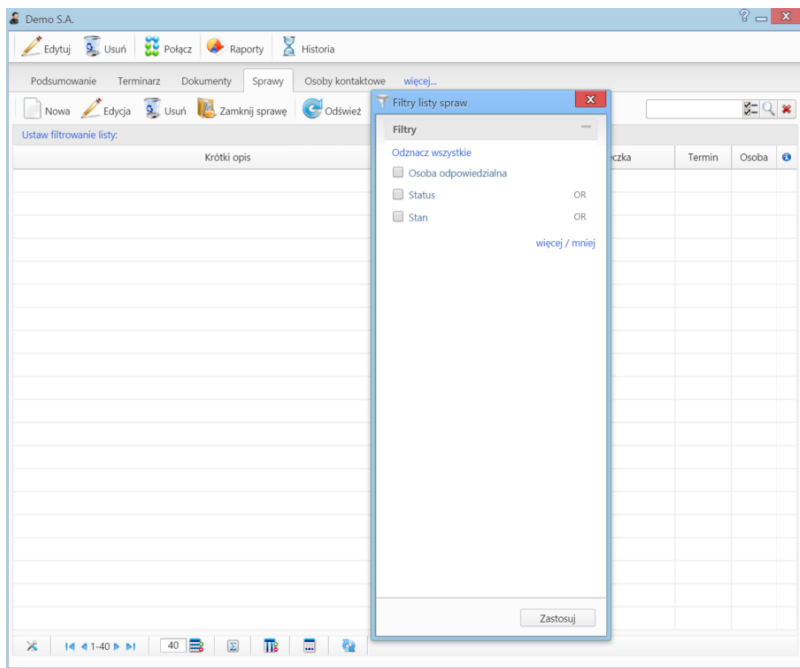 Demo S.A.
Edytuj Usuń Połącz Raporty Historia
Podsumowanie Terminarz Dokumenty Sprawy Osoby kontaktowe więcej...
Nowa Edycja Usuń Zamknij sprawę Odśwież
Ustaw filtrowanie listy:
Krótki opis Termin Osoba
Filtry listy spraw
Filtry
Odznacz wszystkie
Osoba odpowiedzialna
Status OR
Stan OR
więcej / mniej
Zastosuj
1-40 40